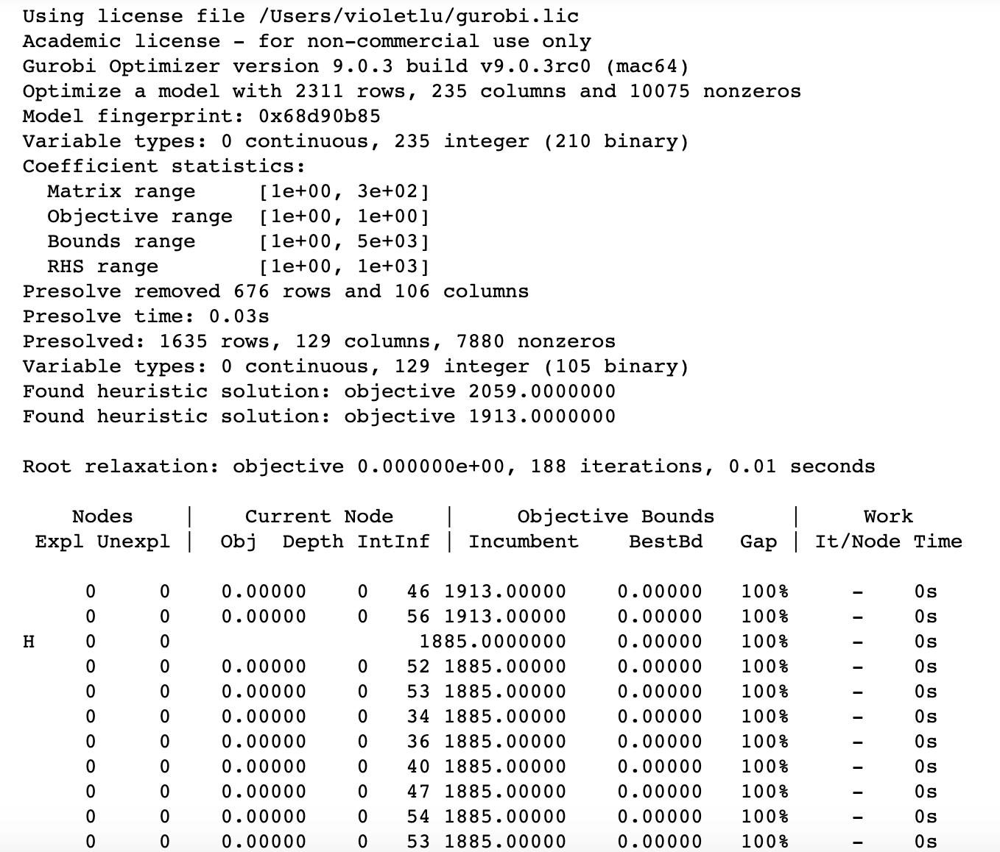 Using license file /Users/violetlu/gurobi.lic
Academic license - for non-commercial use only
Gurobi Optimizer version 9.0.3 build v9.0.3rc0 (mac64)
Optimize a model with 2311 rows, 235 columns and 10075 nonzeros
Model fingerprint: 0x68d90b85
Variable types: 0 continuous, 235 integer (210 binary)
Coefficient statistics:
  Matrix range     [1e+00, 3e+02]
  Objective range  [1e+00, 1e+00]
  Bounds range     [1e+00, 5e+03]
  RHS range        [1e+00, 1e+03]
Presolve removed 676 rows and 106 columns
Presolve time: 0.03s
Presolved: 1635 rows, 129 columns, 7880 nonzeros
Variable types: 0 continuous, 129 integer (105 binary)
Found heuristic solution: objective 2059.0000000
Found heuristic solution: objective 1913.0000000

Root relaxation: objective 0.000000e+00, 188 iterations, 0.01 seconds

    Nodes    |    Current Node    |     Objective Bounds      |     Work
 Expl Unexpl |  Obj  Depth IntInf | Incumbent    BestBd   Gap | It/Node Time

     0     0    0.00000    0   46 1913.00000    0.00000   100%     -    0s
     0     0    0.00000    0   56 1913.00000    0.00000   100%     -    0s
H    0     0                    1885.0000000    0.00000   100%     -    0s
     0     0    0.00000    0   52 1885.00000    0.00000   100%     -    0s
     0     0    0.00000    0   53 1885.00000    0.00000   100%     -    0s
     0     0    0.00000    0   34 1885.00000    0.00000   100%     -    0s
     0     0    0.00000    0   36 1885.00000    0.00000   100%     -    0s
     0     0    0.00000    0   40 1885.00000    0.00000   100%     -    0s
     0     0    0.00000    0   47 1885.00000    0.00000   100%     -    0s
     0     0    0.00000    0   54 1885.00000    0.00000   100%     -    0s
     0     0    0.00000    0   53 1885.00000    0.00000   100%     -    0s